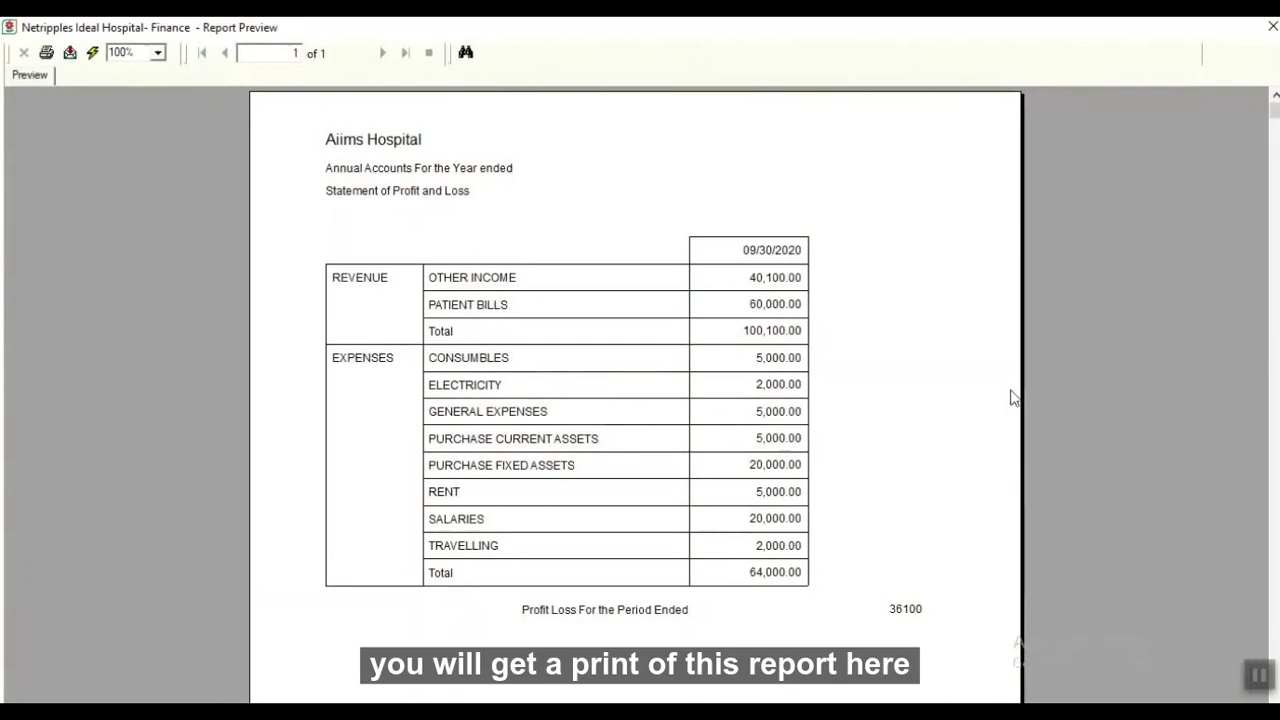 Netripples Ideal Hospital- Finance - Report Preview
100% 1 of 1
Preview
Aiims Hospital
Annual Accounts For the Year ended
Statement of Profit and Loss
09/30/2020
REVENUE OTHER INCOME 40,100.00
PATIENT BILLS 60,000.00
Total 100,100.00
EXPENSES CONSUMBLES 5,000.00
ELECTRICITY 2,000.00
GENERAL EXPENSES 5,000.00
PURCHASE CURRENT ASSETS 5,000.00
PURCHASE FIXED ASSETS 20,000.00
RENT 5,000.00
SALARIES 20,000.00
TRAVELLING 2,000.00
Total 64,000.00
Profit Loss For the Period Ended 36100
you will get a print of this report here